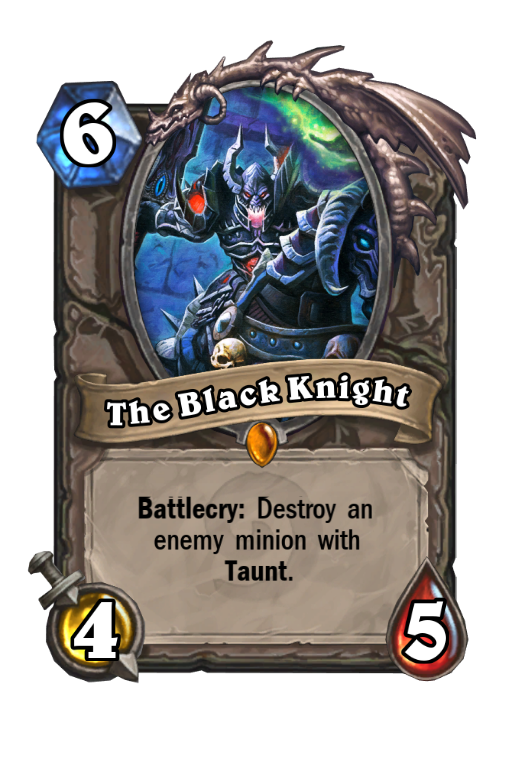 6
The Black Knight
Battlecry: Destroy an
enemy minion with
Taunt.
4
5